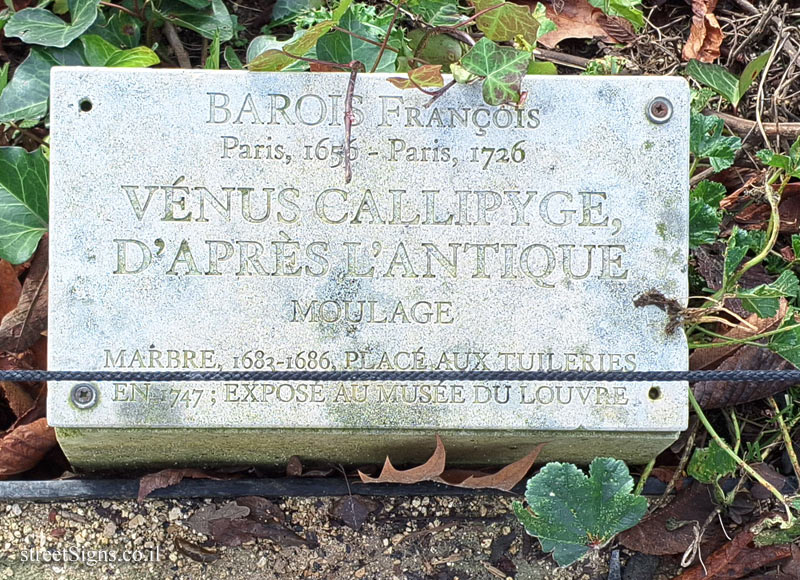 BAROIS FRANÇOIS
Paris, 1656 - Paris, 1726
VÉNUS CALLIPYGE,
D'APRÈS L'ANTIQUE
MOULAGE
MARBRE, 1683-1686, PLACÉ AUX TUILERIES
EN 1747 ; EXPOSÉ AU MUSÉE DU LOUVRE
streetSigns.co.il